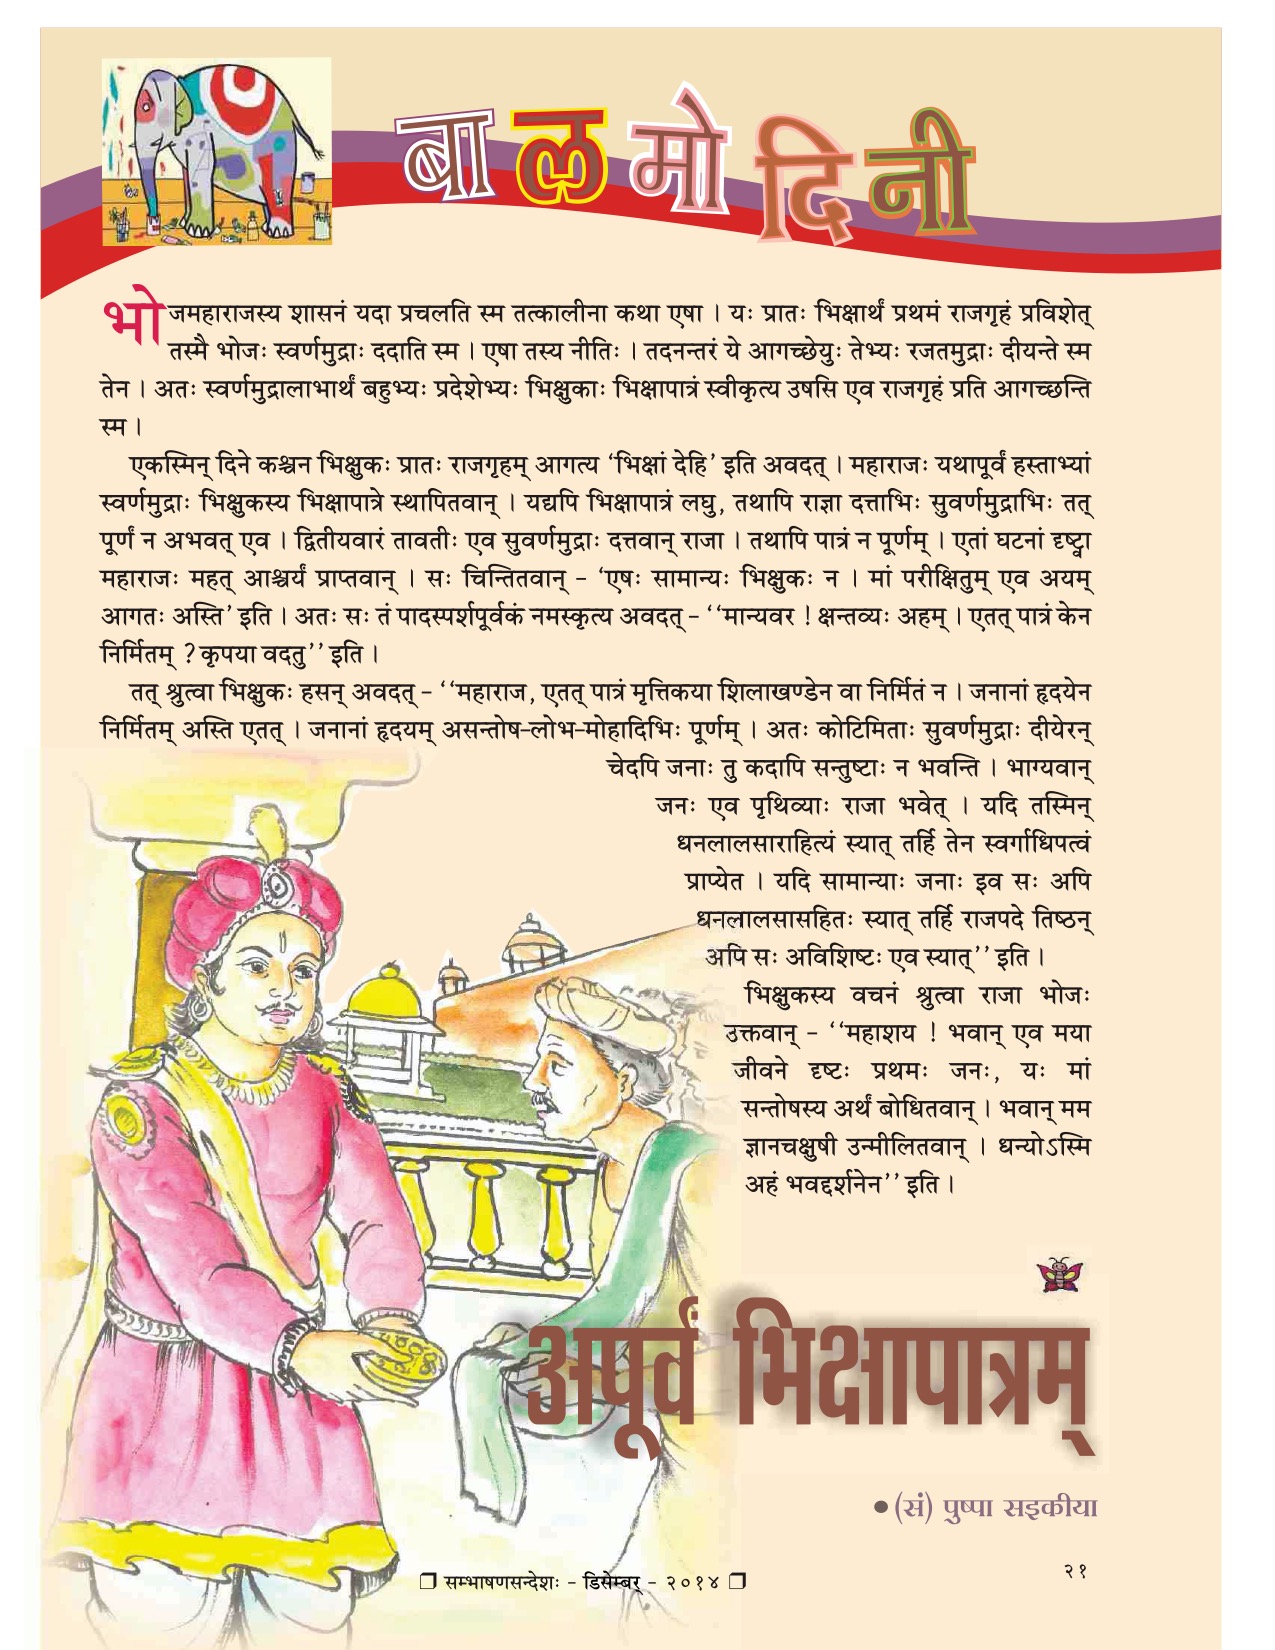 बालमोदिनी
भोजमहाराजस्य शासनं यदा प्रचलति स्म तत्कालीना कथा एषा । यः प्रातः भिक्षार्थं प्रथमं राजगृहं प्रविशेत्
तस्मै भोजः स्वर्णमुद्राः ददाति स्म । एषा तस्य नीतिः । तदनन्तरं ये आगच्छेयुः तेभ्यः रजतमुद्राः दीयन्ते स्म
तेन । अतः स्वर्णमुद्रालाभार्थं बहुभ्यः प्रदेशेभ्यः भिक्षुकाः भिक्षापात्रं स्वीकृत्य उषसि एव राजगृहं प्रति आगच्छन्ति
स्म ।
एकस्मिन् दिने कश्चन भिक्षुकः प्रातः राजगृहम् आगत्य ‘भिक्षां देहि’ इति अवदत् । महाराजः यथापूर्वं हस्ताभ्यां
स्वर्णमुद्राः भिक्षुकस्य भिक्षापात्रे स्थापितवान् । यद्यपि भिक्षापात्रं लघु, तथापि राज्ञा दत्ताभिः सुवर्णमुद्राभिः तत्
पूर्णं न अभवत् एव । द्वितीयवारं तावतीः एव सुवर्णमुद्राः दत्तवान् राजा । तथापि पात्रं न पूर्णम् । एतां घटनां दृष्ट्वा
महाराजः महत् आश्चर्यं प्राप्तवान् । सः चिन्तितवान् – ‘एषः सामान्यः भिक्षुकः न । मां परीक्षितुम् एव अयम्
आगतः अस्ति’ इति । अतः सः तं पादस्पर्शपूर्वकं नमस्कृत्य अवदत् – ‘‘मान्यवर ! क्षन्तव्यः अहम् । एतत् पात्रं केन
निर्मितम् ? कृपया वदतु’’ इति ।
तत् श्रुत्वा भिक्षुकः हसन् अवदत् – ‘‘महाराज, एतत् पात्रं मृत्तिकया शिलाखण्डेन वा निर्मितं न । जनानां हृदयेन
निर्मितम् अस्ति एतत् । जनानां हृदयम् असन्तोष–लोभ–मोहादिभिः पूर्णम् । अतः कोटिमिताः सुवर्णमुद्राः दीयेरन्
चेदपि जनाः तु कदापि सन्तुष्टाः न भवन्ति । भाग्यवान्
जनः एव पृथिव्याः राजा भवेत् । यदि तस्मिन्
धनलालसाराहित्यं स्यात् तर्हि तेन स्वर्गाधिपत्वं
प्राप्येत । यदि सामान्याः जनाः इव सः अपि
धनलालसासहितः स्यात् तर्हि राजपदे तिष्ठन्
अपि सः अविशिष्टः एव स्यात्’’ इति ।
भिक्षुकस्य वचनं श्रुत्वा राजा भोजः
उक्तवान् – ‘‘महाशय ! भवान् एव मया
जीवने दृष्टः प्रथमः जनः, यः मां
सन्तोषस्य अर्थं बोधितवान् । भवान् मम
ज्ञानचक्षुषी उन्मीलितवान् । धन्योऽस्मि
अहं भवद्दर्शनेन’’ इति ।
अपूर्वं भिक्षापात्रम्
● (सं) पुष्पा सइकीया
❐ सम्भाषणसन्देशः – डिसेम्बर् – २०१४ ❐
२१